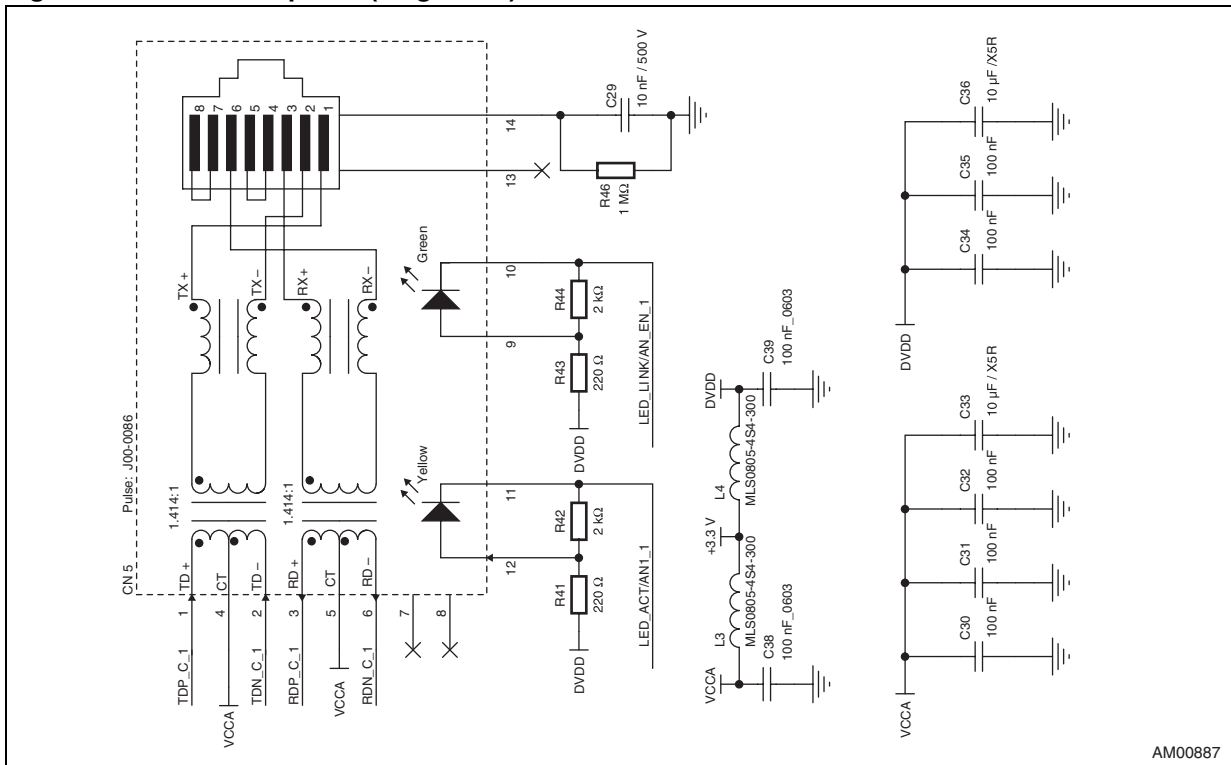 CN 5
Pulse: J00-0086
8
7
6
5
4
3
2
1
TX +
TX −
RX+
RX−
1.414:1
1.414:1
TD +
CT
TD −
RD +
CT
RD −
1
4
2
3
5
6
7
8
TDP_C_1
VCCA
TDN_C_1
RDP_C_1
VCCA
RDN_C_1
14
13
C29
10 nF / 500 V
R46
1 MΩ
Green
10
9
R44
2 kΩ
R43
220 Ω
DVDD
LED_LINK/AN_EN_1
Yellow
11
12
R42
2 kΩ
R41
220 Ω
DVDD
LED_ACT/AN1_1
DVDD
C39
100 nF_0603
L4
MLS0805-4S4-300
+3.3 V
L3
MLS0805-4S4-300
VCCA
C38
100 nF_0603
C36
10 µF /X5R
C35
100 nF
C34
100 nF
DVDD
C33
10 µF / X5R
C32
100 nF
C31
100 nF
C30
100 nF
VCCA
AM00887